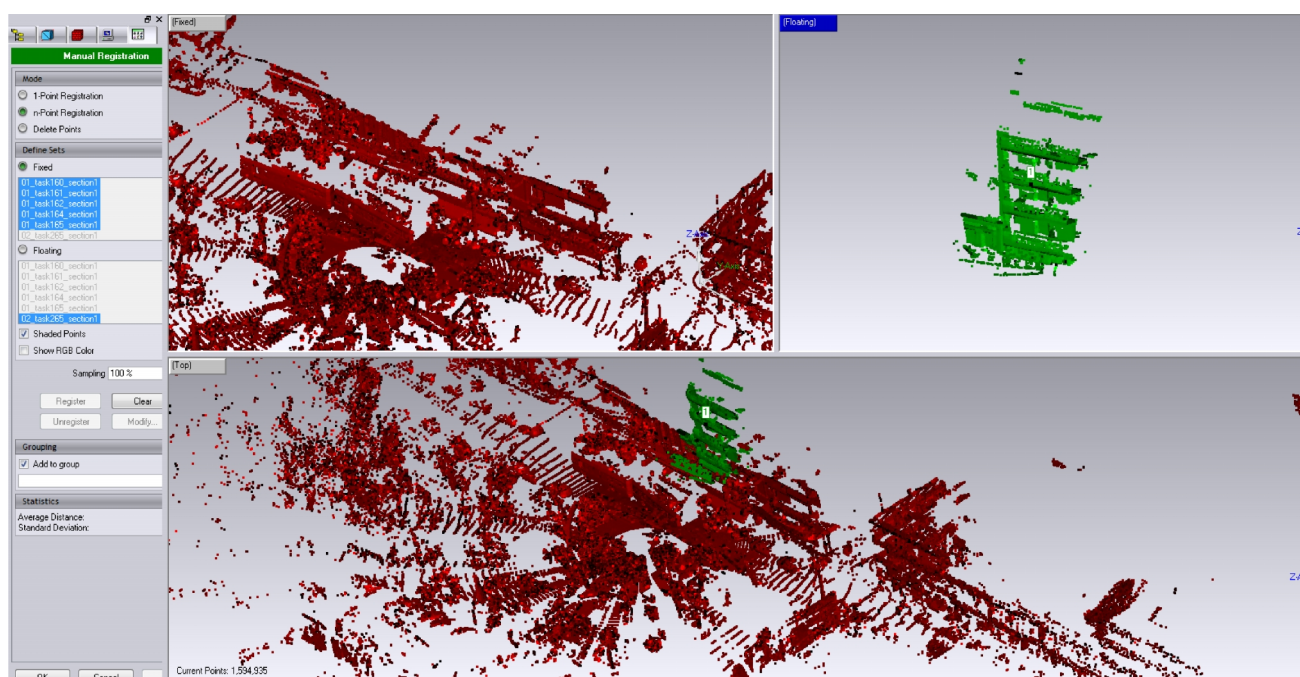 Manual Registration
Mode
1-Point Registration
n-Point Registration
Delete Points
Define Sets
Fixed
01_task160_section1
01_task161_section1
01_task162_section1
01_task164_section1
01_task165_section1
02_task265_section1
Floating
01_task160_section1
01_task161_section1
01_task162_section1
01_task164_section1
01_task165_section1
02_task265_section1
Shaded Points
Show RGB Color
Sampling 100 %
Register Clear
Unregister Modify...
Grouping
Add to group
Statistics
Average Distance:
Standard Deviation:
OK Cancel
(Fixed)
(Floating)
1
(Top)
1
Current Points: 1,594,935